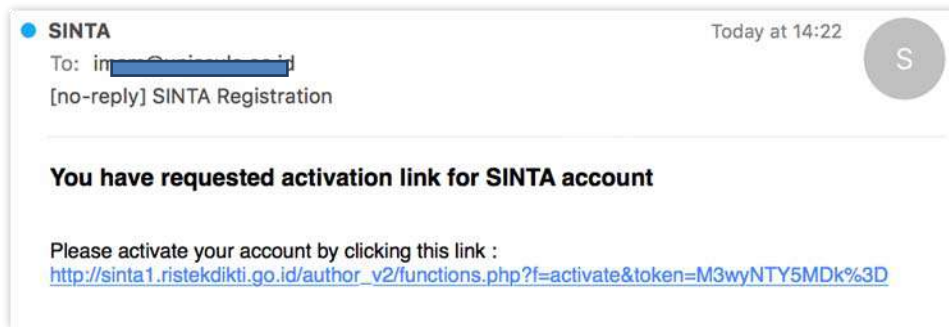 SINTA
Today at 14:22
S
To:
[no-reply] SINTA Registration
You have requested activation link for SINTA account
Please activate your account by clicking this link :
http://sinta1.ristekdikti.go.id/author_v2/functions.php?f=activate&token=M3wyNTY5MDk%3D